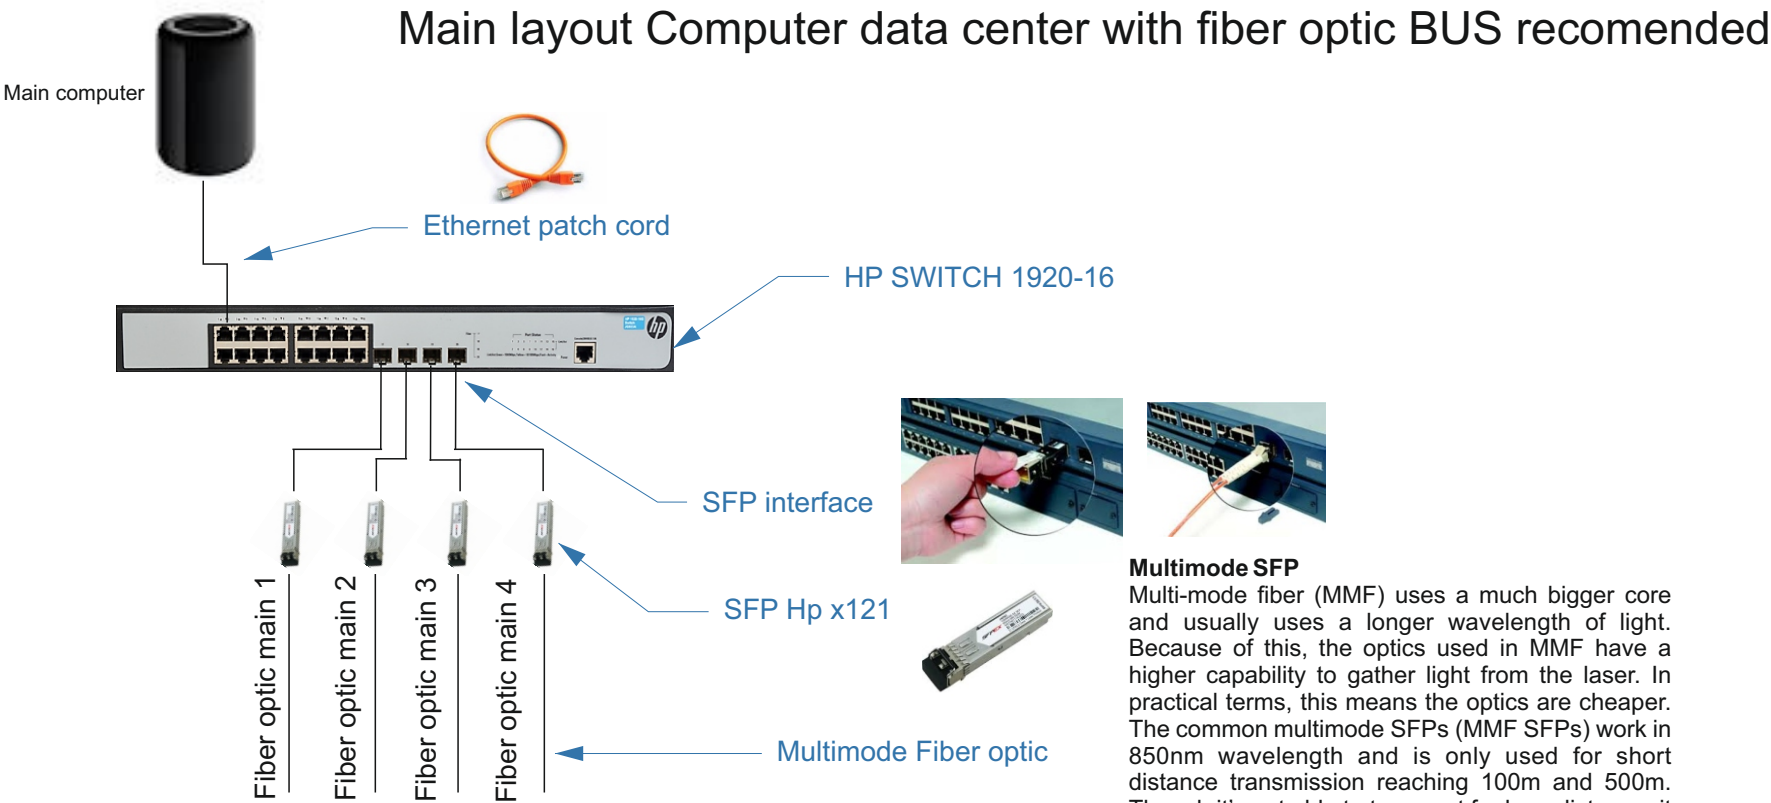 Main layout Computer data center with fiber optic BUS recomended
Main computer
Ethernet patch cord
HP SWITCH 1920-16
hp
SFP interface
SFP Hp x121
Fiber optic main 1
Fiber optic main 2
Fiber optic main 3
Fiber optic main 4
Multimode Fiber optic
Multimode SFP
Multi-mode fiber (MMF) uses a much bigger core
and usually uses a longer wavelength of light.
Because of this, the optics used in MMF have a
higher capability to gather light from the laser. In
practical terms, this means the optics are cheaper.
The common multimode SFPs (MMF SFPs) work in
850nm wavelength and is only used for short
distance transmission reaching 100m and 500m.